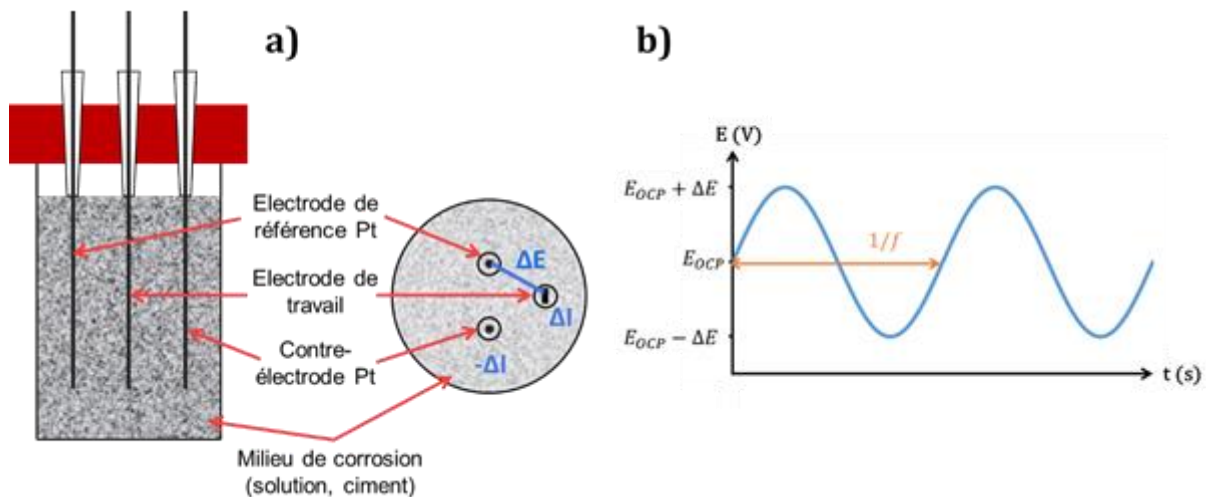 a)
Electrode de
référence Pt
Electrode de
travail
Contre-
électrode Pt
Milieu de corrosion
(solution, ciment)
ΔE
ΔI
-ΔI
b)
E (V)
E_OCP + ΔE
1/f
E_OCP
E_OCP − ΔE
t (s)